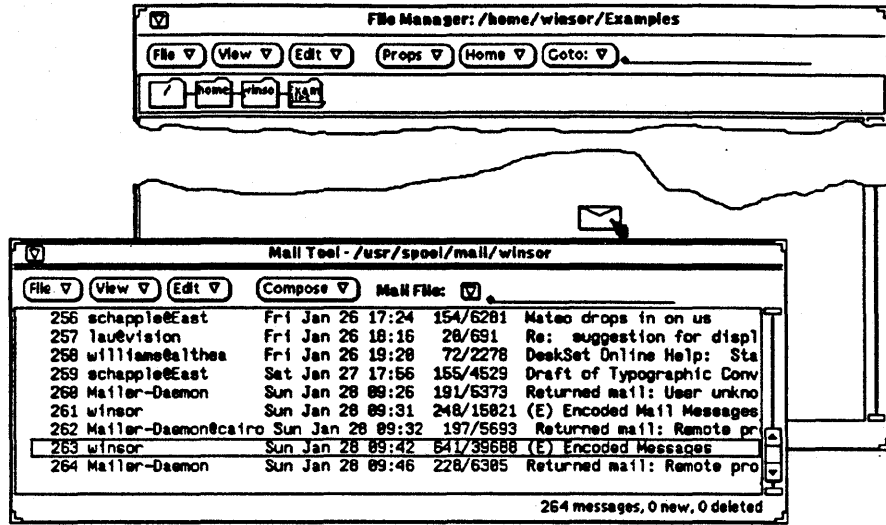 File Manager: /home/winsor/Examples
File View Edit Props Home Goto:
/ home winso Exam
Mail Tool - /usr/spool/mail/winsor
File View Edit Compose Mail File:
256 schapple@East Fri Jan 26 17:24 154/6201 Mateo drops in on us
257 lau@vision Fri Jan 26 18:16 28/691 Re: suggestion for displ
258 williams@althea Fri Jan 26 19:20 72/2278 DeskSet Online Help: Sta
259 schapple@East Sat Jan 27 17:56 155/4529 Draft of Typographic Conv
260 Mailer-Daemon Sun Jan 28 09:26 191/5373 Returned mail: User unkno
261 winsor Sun Jan 28 09:31 248/15021 (E) Encoded Mail Messages
262 Mailer-Daemon@cairo Sun Jan 28 09:32 197/5693 Returned mail: Remote pr
263 winsor Sun Jan 28 09:42 641/39688 (E) Encoded Messages
264 Mailer-Daemon Sun Jan 28 09:46 228/6305 Returned mail: Remote pro
264 messages, 0 new, 0 deleted